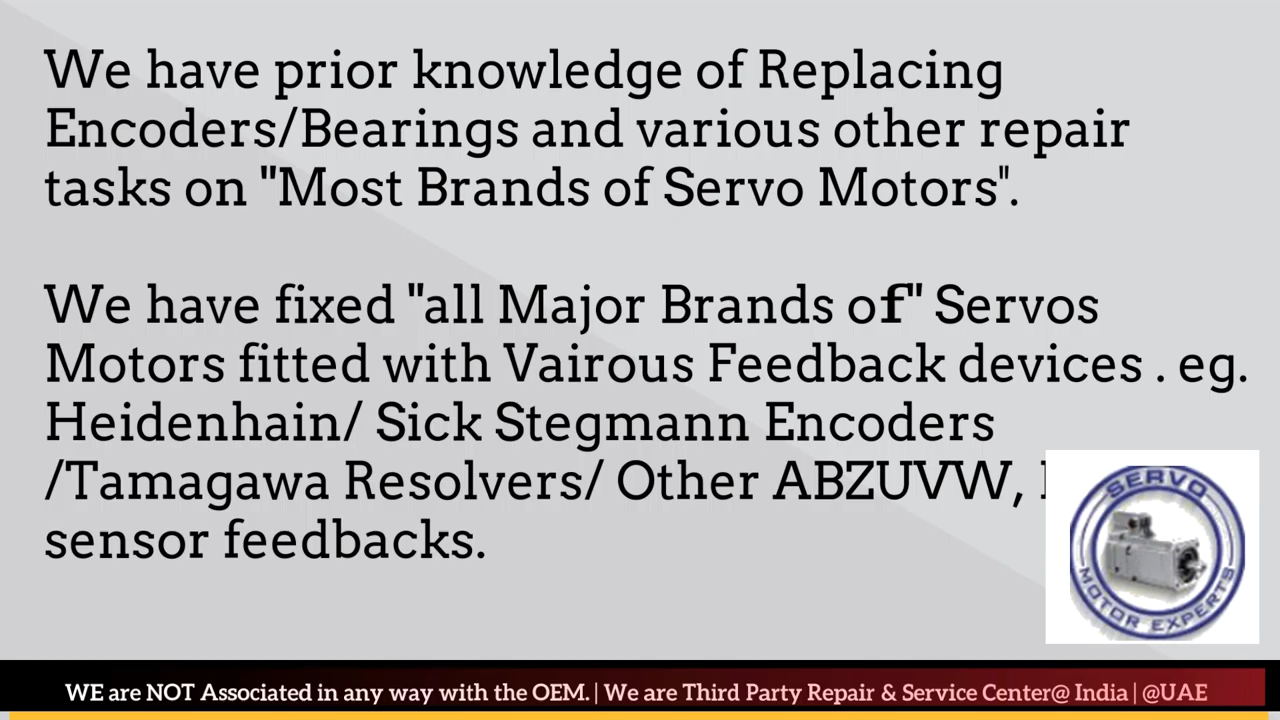 We have prior knowledge of Replacing
Encoders/Bearings and various other repair
tasks on "Most Brands of Servo Motors".
We have fixed "all Major Brands of" Servos
Motors fitted with Vairous Feedback devices . eg.
Heidenhain/ Sick Stegmann Encoders
/Tamagawa Resolvers/ Other ABZUVW,
sensor feedbacks.
SERVO
MOTOR EXPERTS
WE are NOT Associated in any way with the OEM. | We are Third Party Repair & Service Center@ India | @UAE